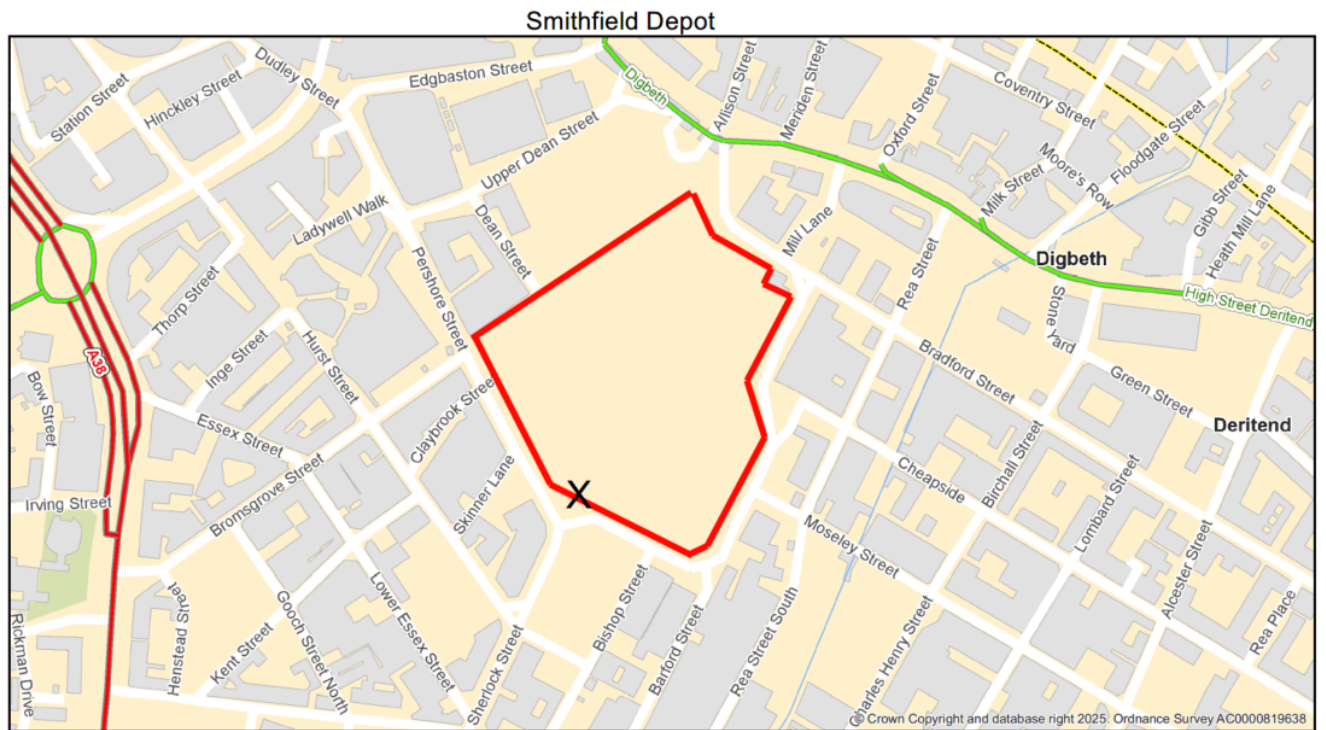 Smithfield Depot
Station Street
Hinckley Street
Dudley Street
Edgbaston Street
Digbeth
Allison Street
Meriden Street
Oxford Street
Coventry Street
Floodgate Street
Moore's Row
Milk Street
Gibb Street
Heath Mill Lane
Upper Dean Street
Ladywell Walk
Dean Street
Pershore Street
Mill Lane
Rea Street
Digbeth
High Street Deritend
Stone Yard
Thorp Street
A38
Inge Street
Hurst Street
Bow Street
Essex Street
Claybrook Street
Bradford Street
Green Street
Deritend
Irving Street
Bromsgrove Street
Skinner Lane
X
Cheapside
Birchall Street
Lombard Street
Moseley Street
Alcester Street
Rickman Drive
Henstead Street
Kent Street
Gooch Street North
Lower Essex Street
Sherlock Street
Bishop Street
Barford Street
Rea Street South
Charles Henry Street
Rea Place
© Crown Copyright and database right 2025. Ordnance Survey AC0000819638